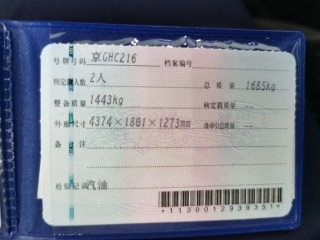 号牌号码 京GHC216 档案编号
核定载人数 2人 总质量 1685kg
整备质量 1443kg 核定载质量 --
外廓尺寸 4374×1801×1273mm 准牵引总质量 --
备注
检验记录 汽油
*1130012939351*